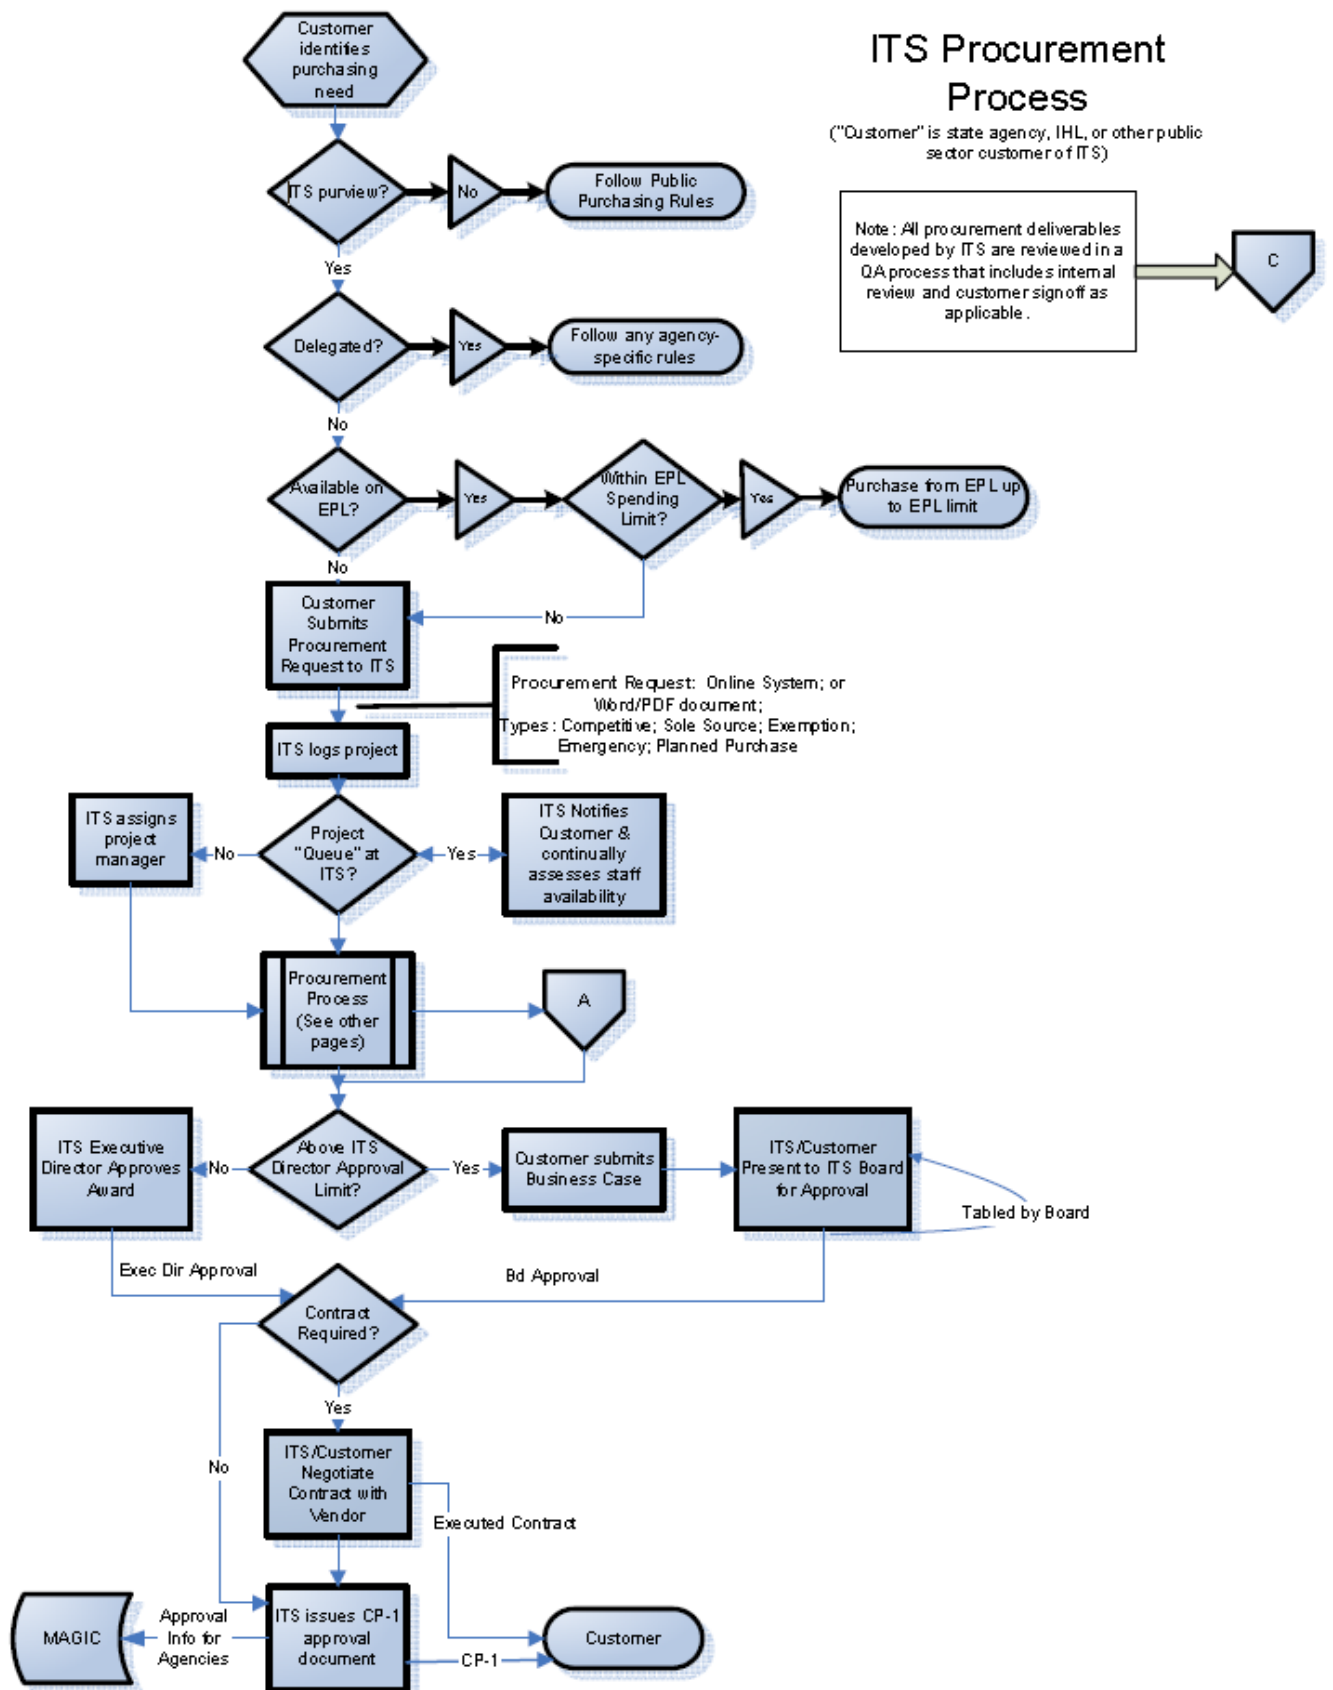 Customer
identifies
purchasing
need
ITS Procurement
Process
("Customer" is state agency, IHL, or other public
sector customer of ITS)
ITS purview?
No
Follow Public
Purchasing Rules
Note: All procurement deliverables
developed by ITS are reviewed in a
QA process that includes internal
review and customer signoff as
applicable.
C
Yes
Delegated?
Yes
Follow any agency-
specific rules
No
Available on
EPL?
Yes
Within EPL
Spending
Limit?
Yes
Purchase from EPL up
to EPL limit
No
No
Customer
Submits
Procurement
Request to ITS
Procurement Request: Online System; or
Word/PDF document;
Types: Competitive; Sole Source; Exemption;
Emergency; Planned Purchase
ITS logs project
ITS assigns
project
manager
No
Project
"Queue" at
ITS?
Yes
ITS Notifies
Customer &
continually
assesses staff
availability
Procurement
Process
(See other
pages)
A
ITS Executive
Director Approves
Award
No
Above ITS
Director Approval
Limit?
Yes
Customer submits
Business Case
ITS/Customer
Present to ITS Board
for Approval
Tabled by Board
Exec Dir Approval
Bd Approval
Contract
Required?
Yes
No
ITS/Customer
Negotiate
Contract with
Vendor
Executed Contract
MAGIC
Approval
Info for
Agencies
ITS issues CP-1
approval
document
CP-1
Customer